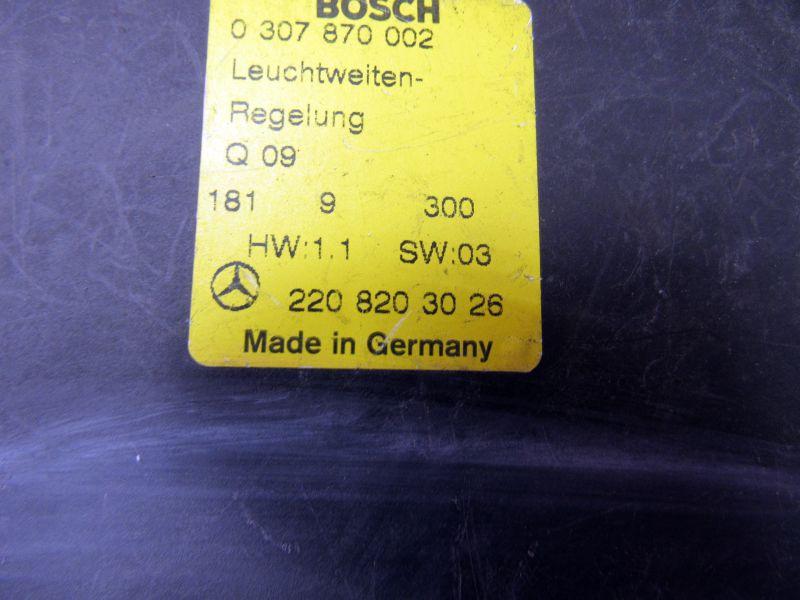 BOSCH
0 307 870 002
Leuchtweiten-
Regelung
Q 09
181 9 300
HW:1.1 SW:03
220 820 30 26
Made in Germany